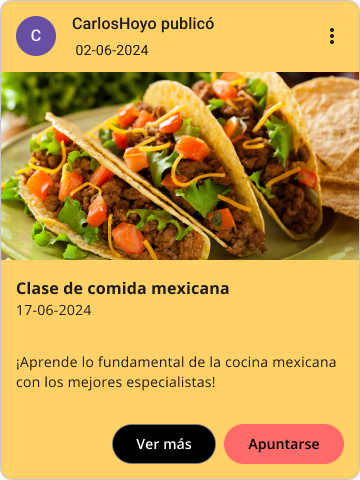 C
CarlosHoyo publicó
02-06-2024
Clase de comida mexicana
17-06-2024
¡Aprende lo fundamental de la cocina mexicana
con los mejores especialistas!
Ver más
Apuntarse